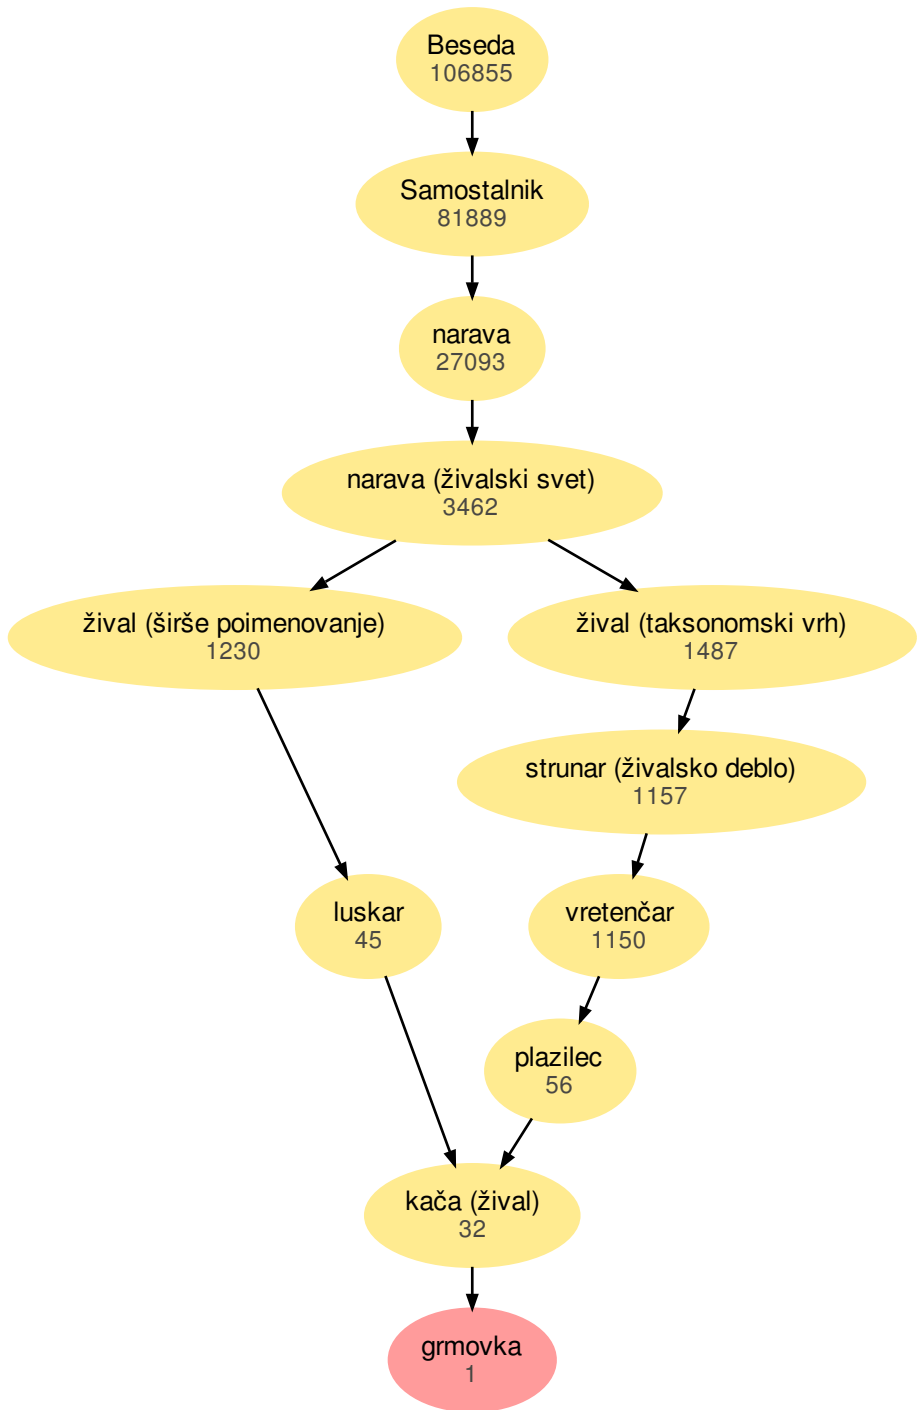 Beseda
106855
Samostalnik
81889
narava
27093
narava (živalski svet)
3462
žival (širše poimenovanje)
1230
žival (taksonomski vrh)
1487
strunar (živalsko deblo)
1157
luskar
45
vretenčar
1150
plazilec
56
kača (žival)
32
grmovka
1